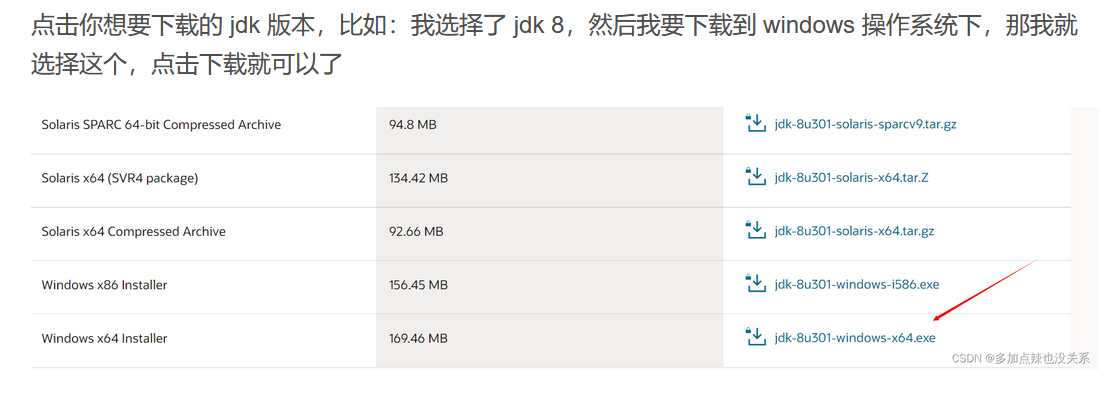 点击你想要下载的 jdk 版本，比如：我选择了 jdk 8，然后我要下载到 windows 操作系统下，那我就
选择这个，点击下载就可以了
Solaris SPARC 64-bit Compressed Archive 94.8 MB jdk-8u301-solaris-sparcv9.tar.gz
Solaris x64 (SVR4 package) 134.42 MB jdk-8u301-solaris-x64.tar.Z
Solaris x64 Compressed Archive 92.66 MB jdk-8u301-solaris-x64.tar.gz
Windows x86 Installer 156.45 MB jdk-8u301-windows-i586.exe
Windows x64 Installer 169.46 MB jdk-8u301-windows-x64.exe
CSDN @多加点辣也没关系